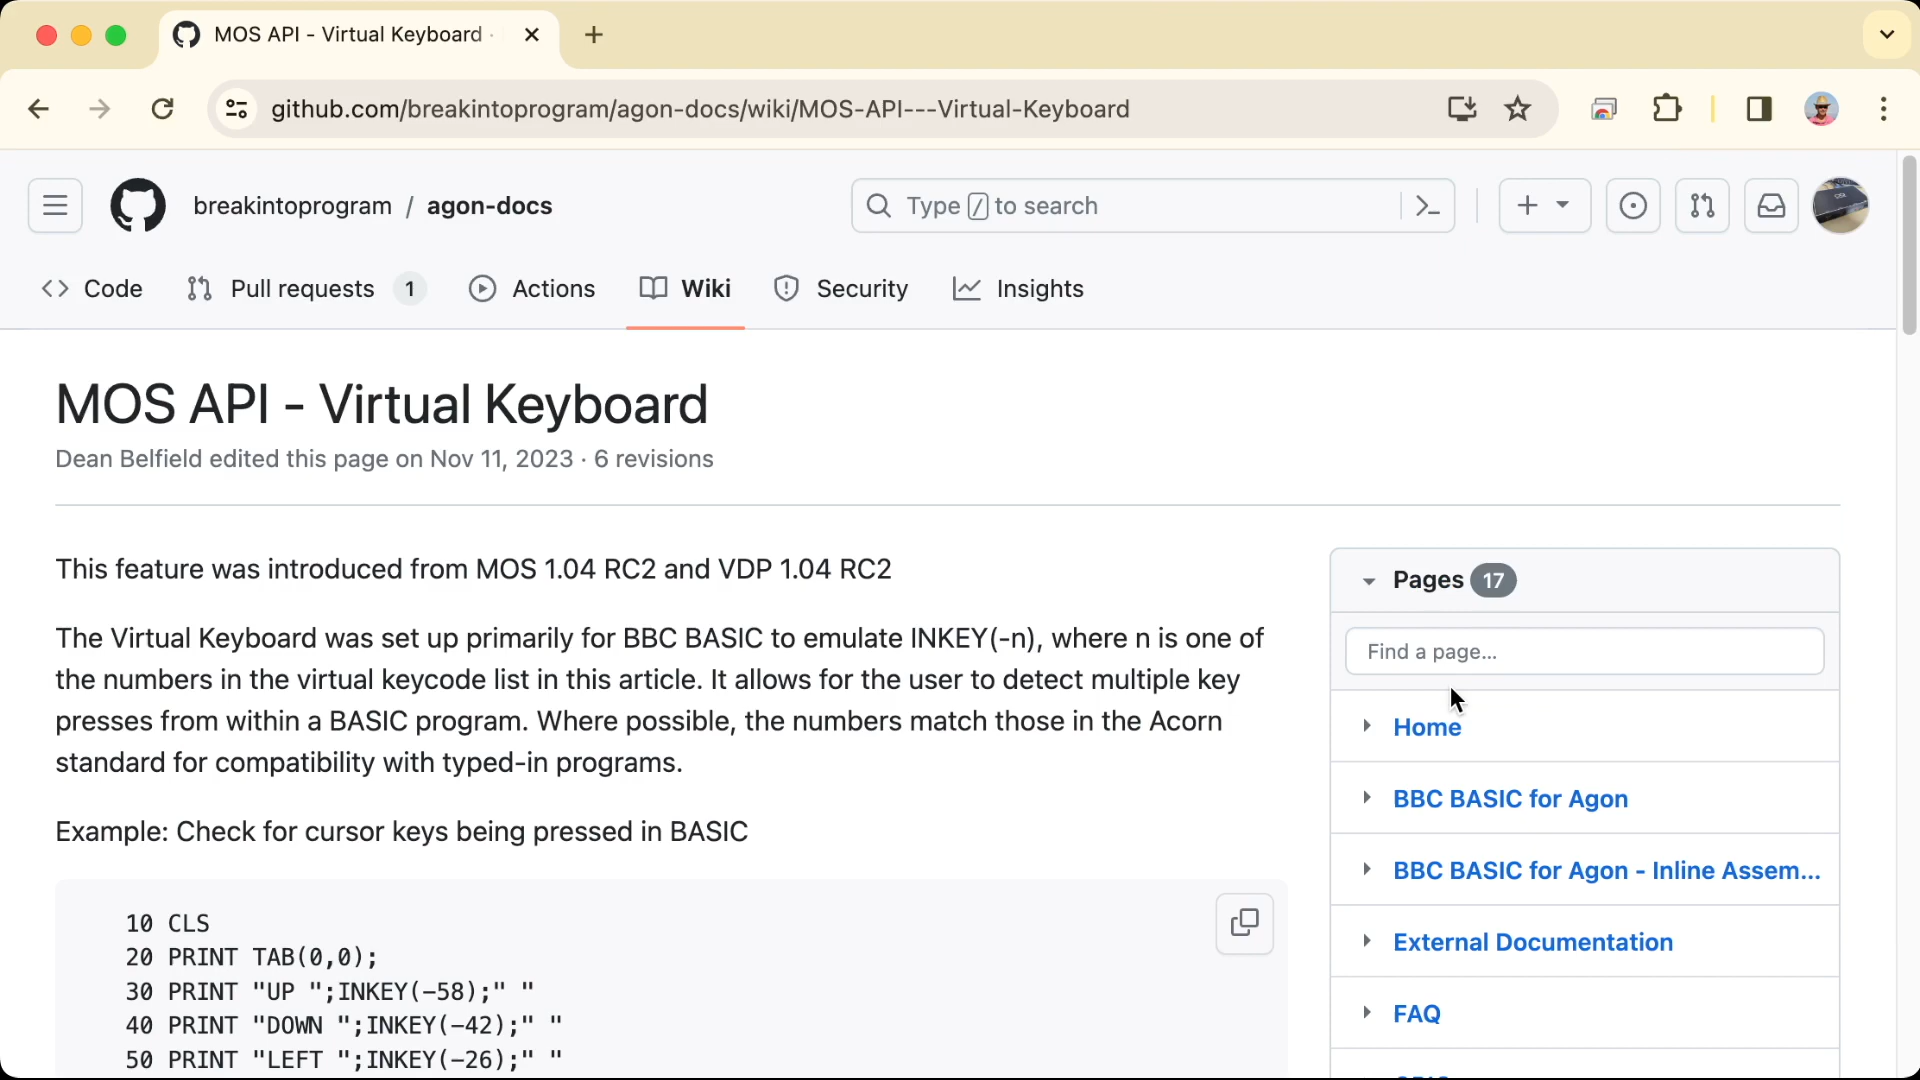 MOS API - Virtual Keyboard ·
github.com/breakintoprogram/agon-docs/wiki/MOS-API---Virtual-Keyboard
breakintoprogram / agon-docs
Type / to search
Code Pull requests 1 Actions Wiki Security Insights
MOS API - Virtual Keyboard
Dean Belfield edited this page on Nov 11, 2023 · 6 revisions
This feature was introduced from MOS 1.04 RC2 and VDP 1.04 RC2
The Virtual Keyboard was set up primarily for BBC BASIC to emulate INKEY(-n), where n is one of
the numbers in the virtual keycode list in this article. It allows for the user to detect multiple key
presses from within a BASIC program. Where possible, the numbers match those in the Acorn
standard for compatibility with typed-in programs.
Example: Check for cursor keys being pressed in BASIC
10 CLS
20 PRINT TAB(0,0);
30 PRINT "UP ";INKEY(-58);" "
40 PRINT "DOWN ";INKEY(-42);" "
50 PRINT "LEFT ";INKEY(-26);" "
Pages 17
Find a page...
Home
BBC BASIC for Agon
BBC BASIC for Agon - Inline Assem...
External Documentation
FAQ